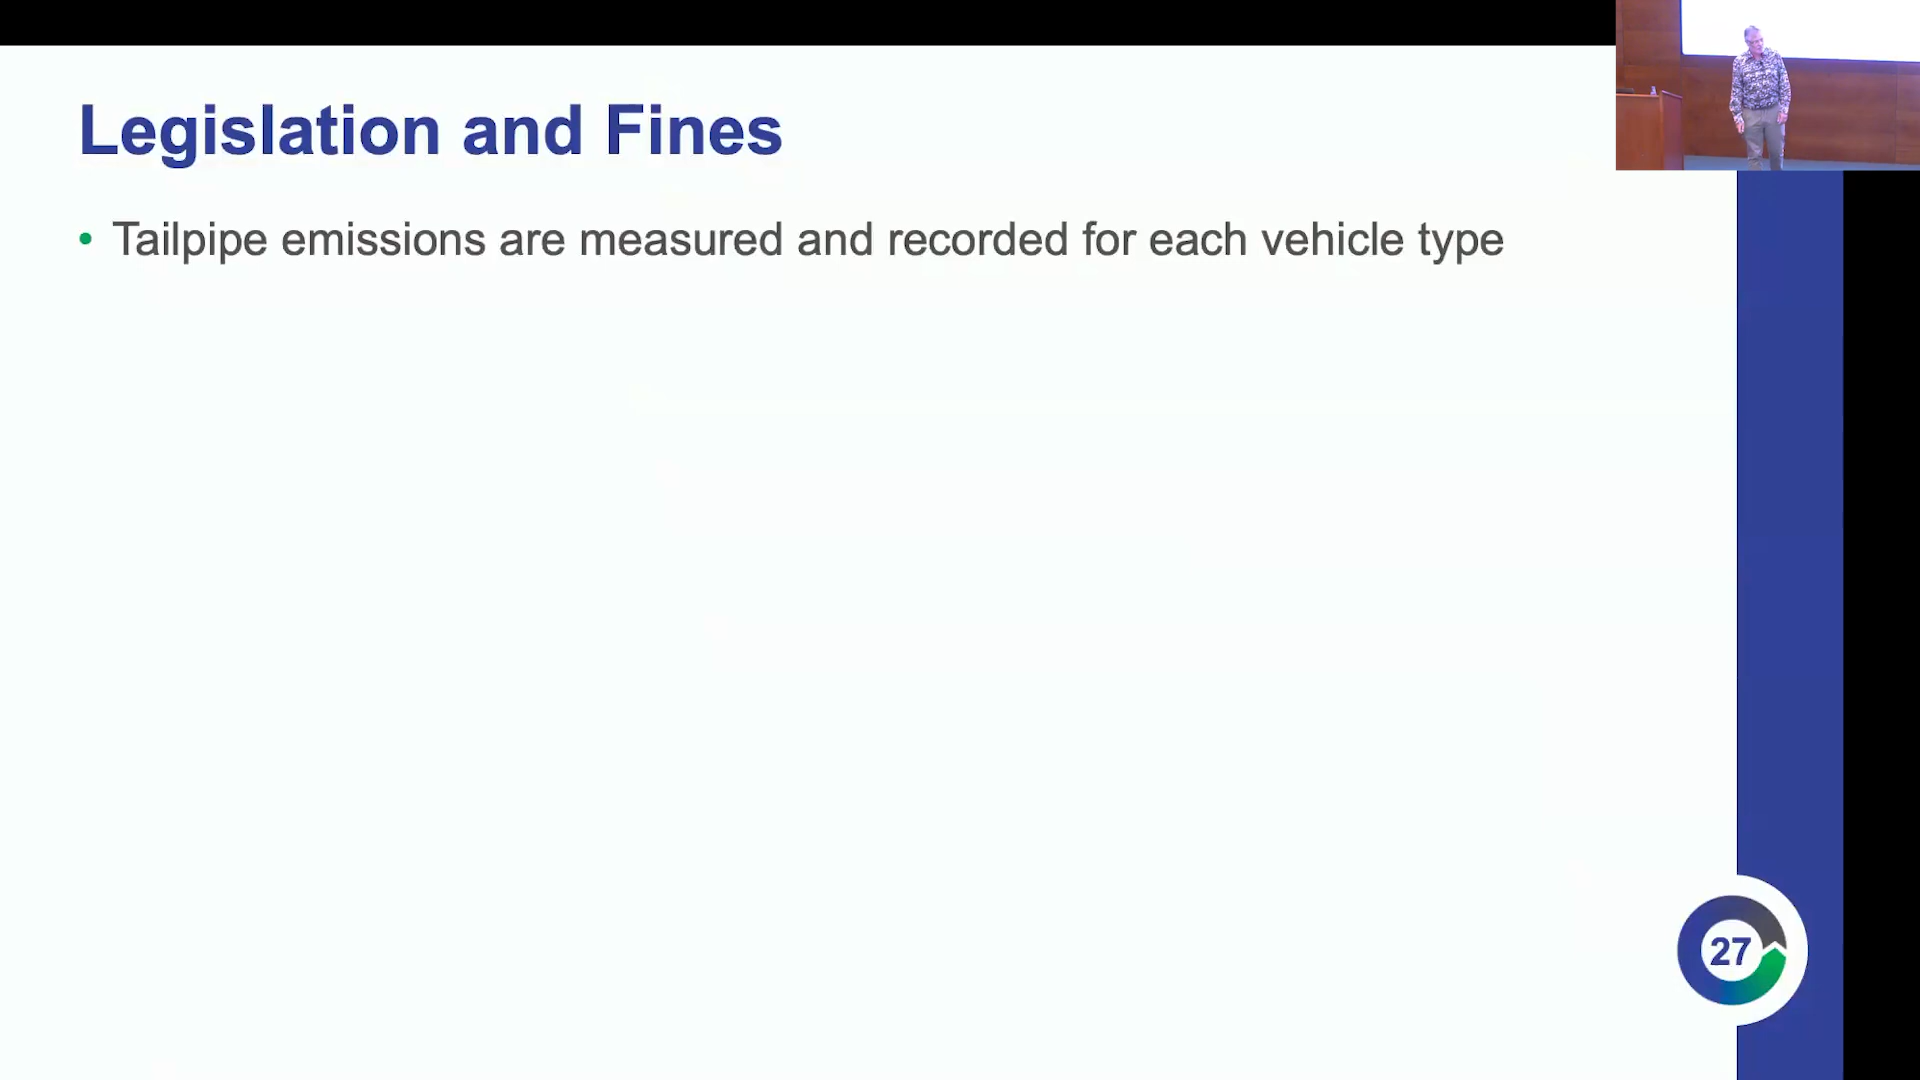 Legislation and Fines
• Tailpipe emissions are measured and recorded for each vehicle type
27